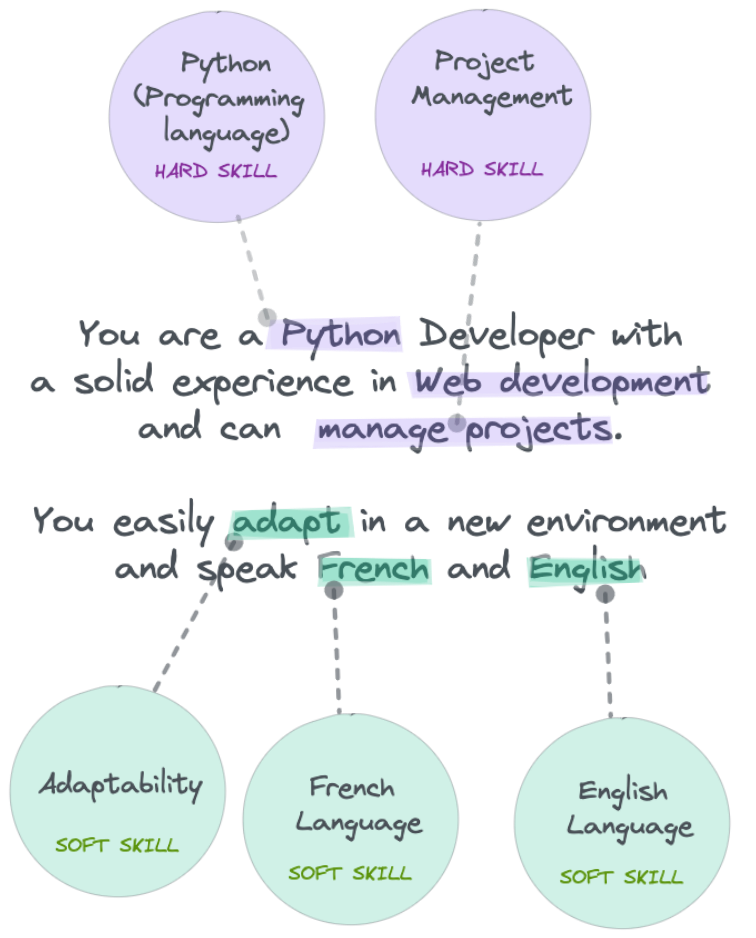 Python
(Programming
language)
HARD SKILL
Project
Management
HARD SKILL
You are a Python Developer with
a solid experience in Web development
and can manage projects.
You easily adapt in a new environment
and speak French and English
Adaptability
SOFT SKILL
French
Language
SOFT SKILL
English
Language
SOFT SKILL